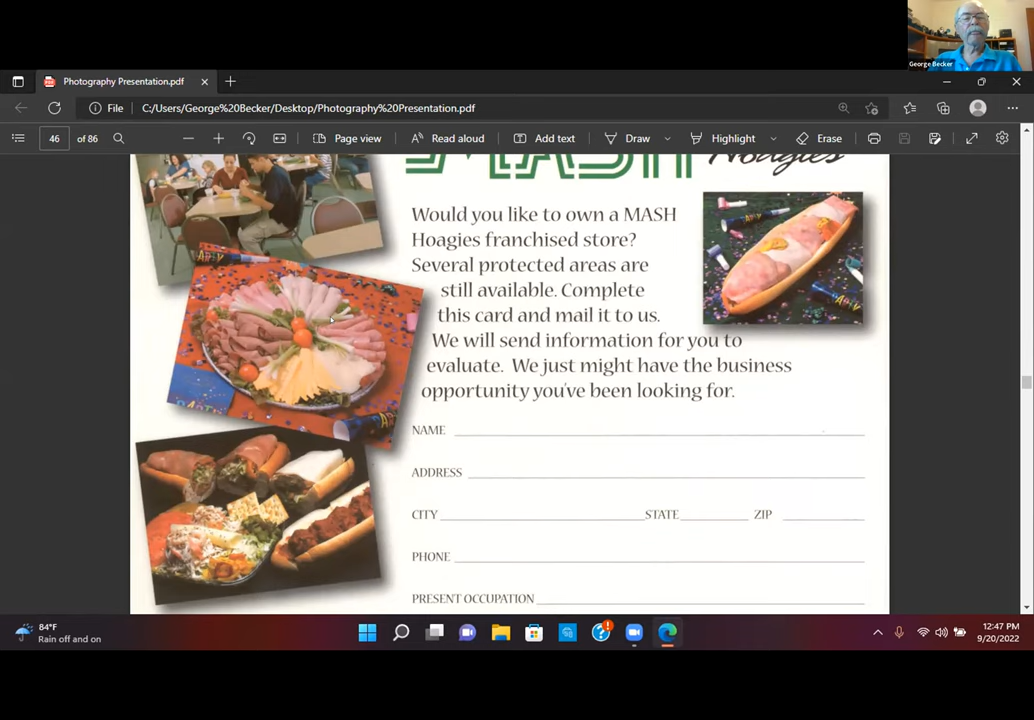 George Becker
Photography Presentation.pdf
File C:/Users/George%20Becker/Desktop/Photography%20Presentation.pdf
46 of 86 Page view Read aloud Add text Draw Highlight Erase
MASH Hoagies
Would you like to own a MASH
Hoagies franchised store?
Several protected areas are
still available. Complete
this card and mail it to us.
We will send information for you to
evaluate. We just might have the business
opportunity you've been looking for.
NAME
ADDRESS
CITY STATE ZIP
PHONE
PRESENT OCCUPATION
84°F
Rain off and on
12:47 PM
9/20/2022